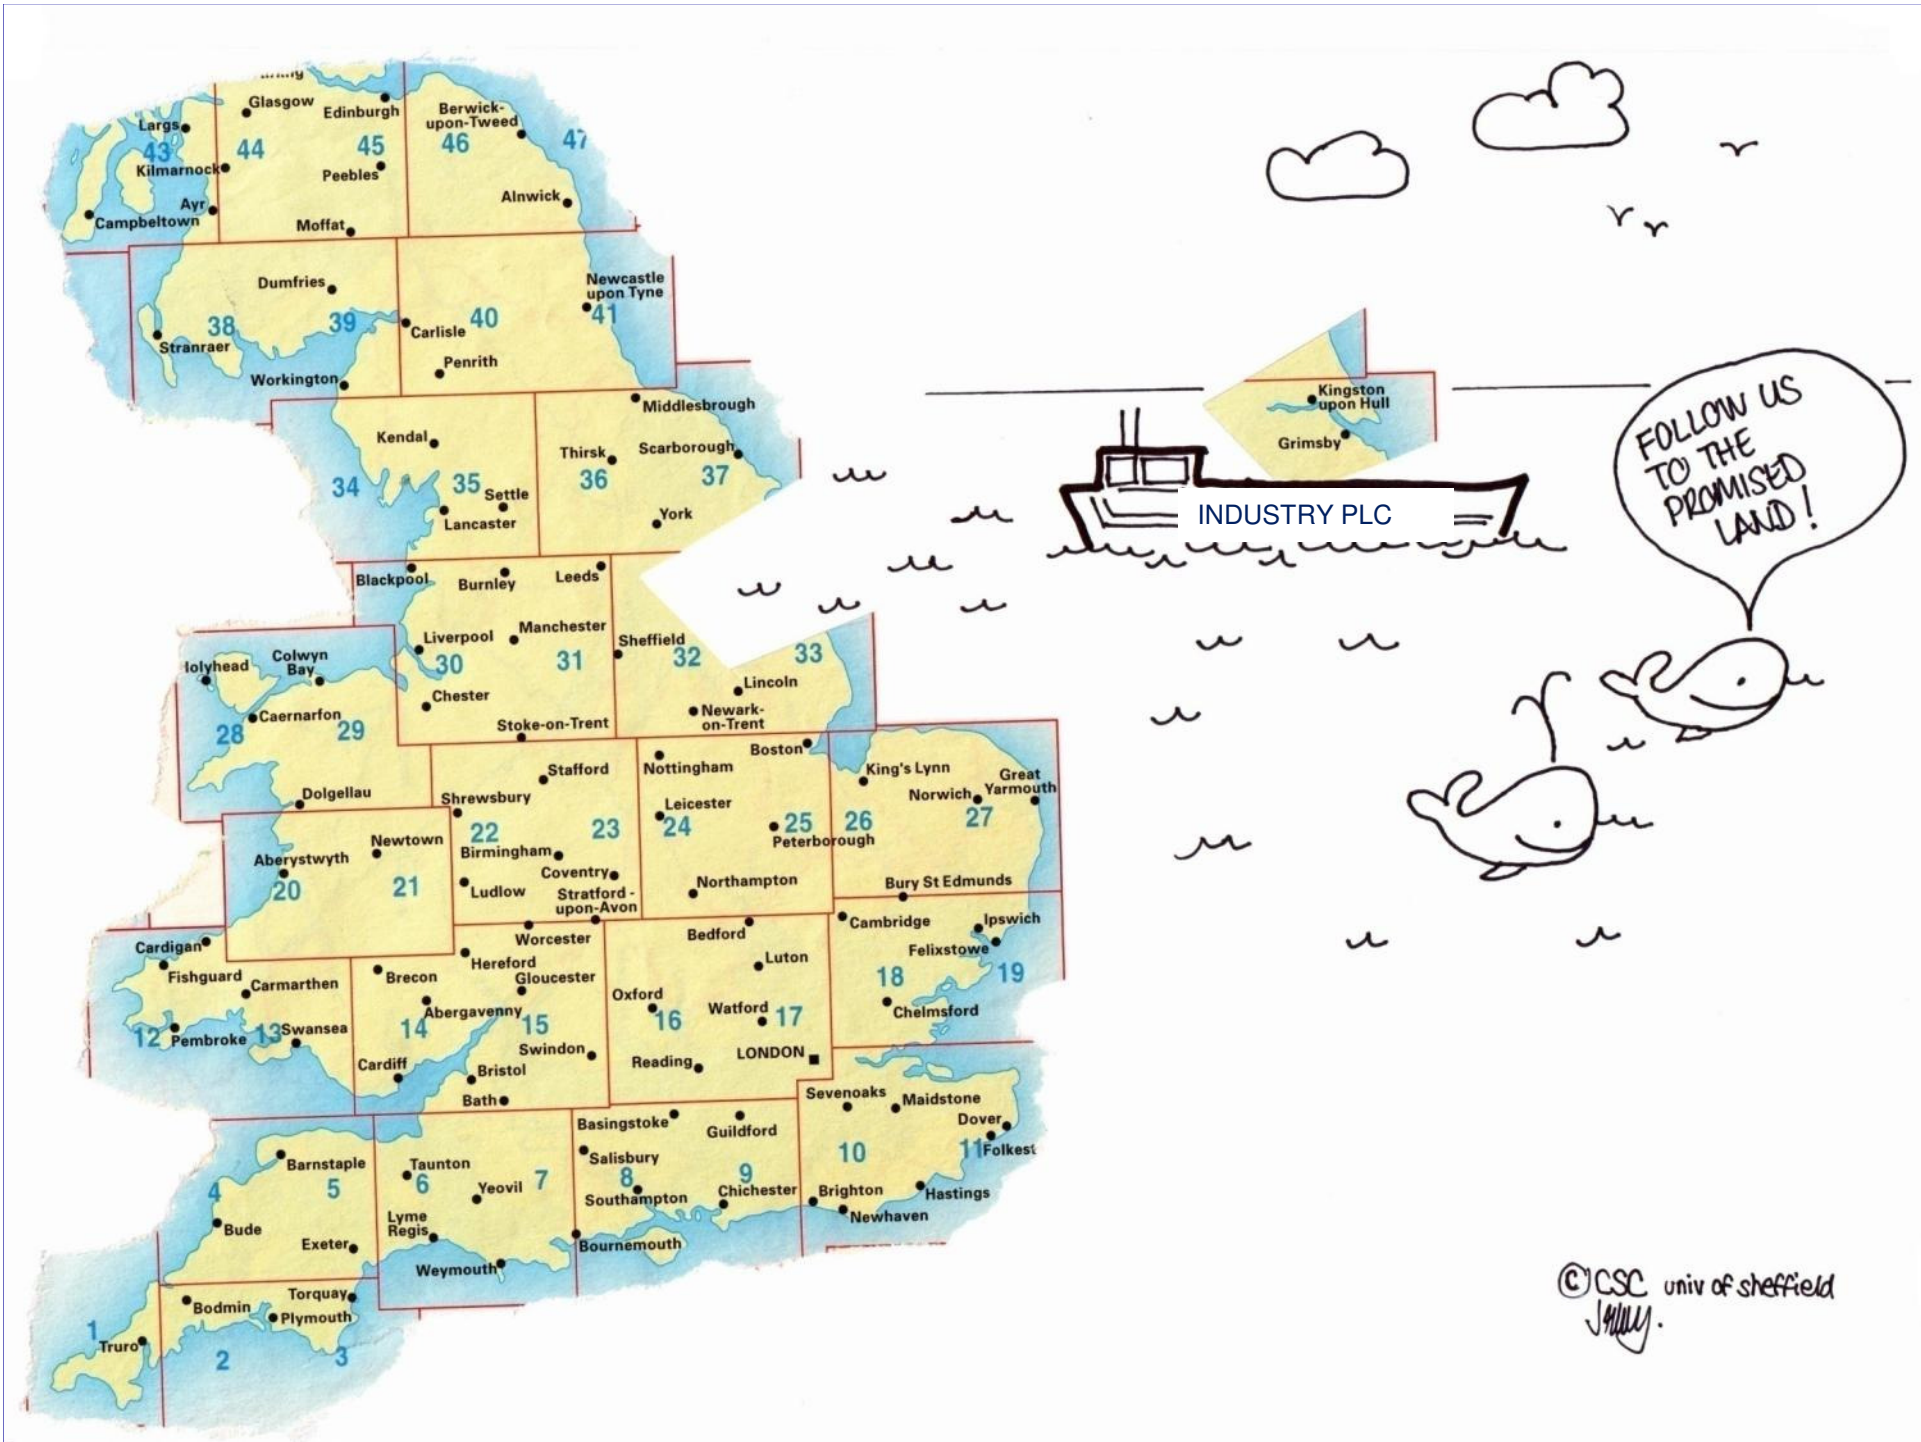 Glasgow
Edinburgh
Berwick-
upon-Tweed
Largs
43
44
45
46
47
Kilmarnock
Peebles
Alnwick
Ayr
Campbeltown
Moffat
Dumfries
Newcastle
upon Tyne
38
39
40
41
Carlisle
Stranraer
Penrith
Workington
Middlesbrough
Kendal
Thirsk
Scarborough
34
35
36
37
Settle
Lancaster
York
Blackpool
Burnley
Leeds
Liverpool
Manchester
Sheffield
30
31
32
33
Colwyn
Bay
Chester
Lincoln
Newark-
on-Trent
Caernarfon
28
29
Stoke-on-Trent
Boston
Dolgellau
Stafford
Nottingham
King's Lynn
Great
Yarmouth
Norwich
Shrewsbury
Leicester
22
23
24
25
26
27
Peterborough
Newtown
Aberystwyth
20
21
Birmingham
Coventry
Ludlow
Stratford-
upon-Avon
Northampton
Bury St Edmunds
Worcester
Bedford
Cambridge
Ipswich
Felixstowe
Cardigan
Fishguard
Carmarthen
Brecon
Hereford
Gloucester
Luton
18
19
Abergavenny
Oxford
Watford
Chelmsford
12
Pembroke
13
Swansea
14
15
16
17
Swindon
Reading
LONDON
Cardiff
Bristol
Bath
Sevenoaks
Maidstone
Dover
Basingstoke
Guildford
10
11
Barnstaple
Taunton
Salisbury
4
5
6
7
8
9
Yeovil
Southampton
Chichester
Brighton
Hastings
Newhaven
Bude
Lyme
Regis
Exeter
Bournemouth
Weymouth
Torquay
Bodmin
Plymouth
1
Truro
2
3
Kingston
upon Hull
Grimsby
INDUSTRY PLC
FOLLOW US
TO THE
PROMISED
LAND!
© CSC univ of sheffield